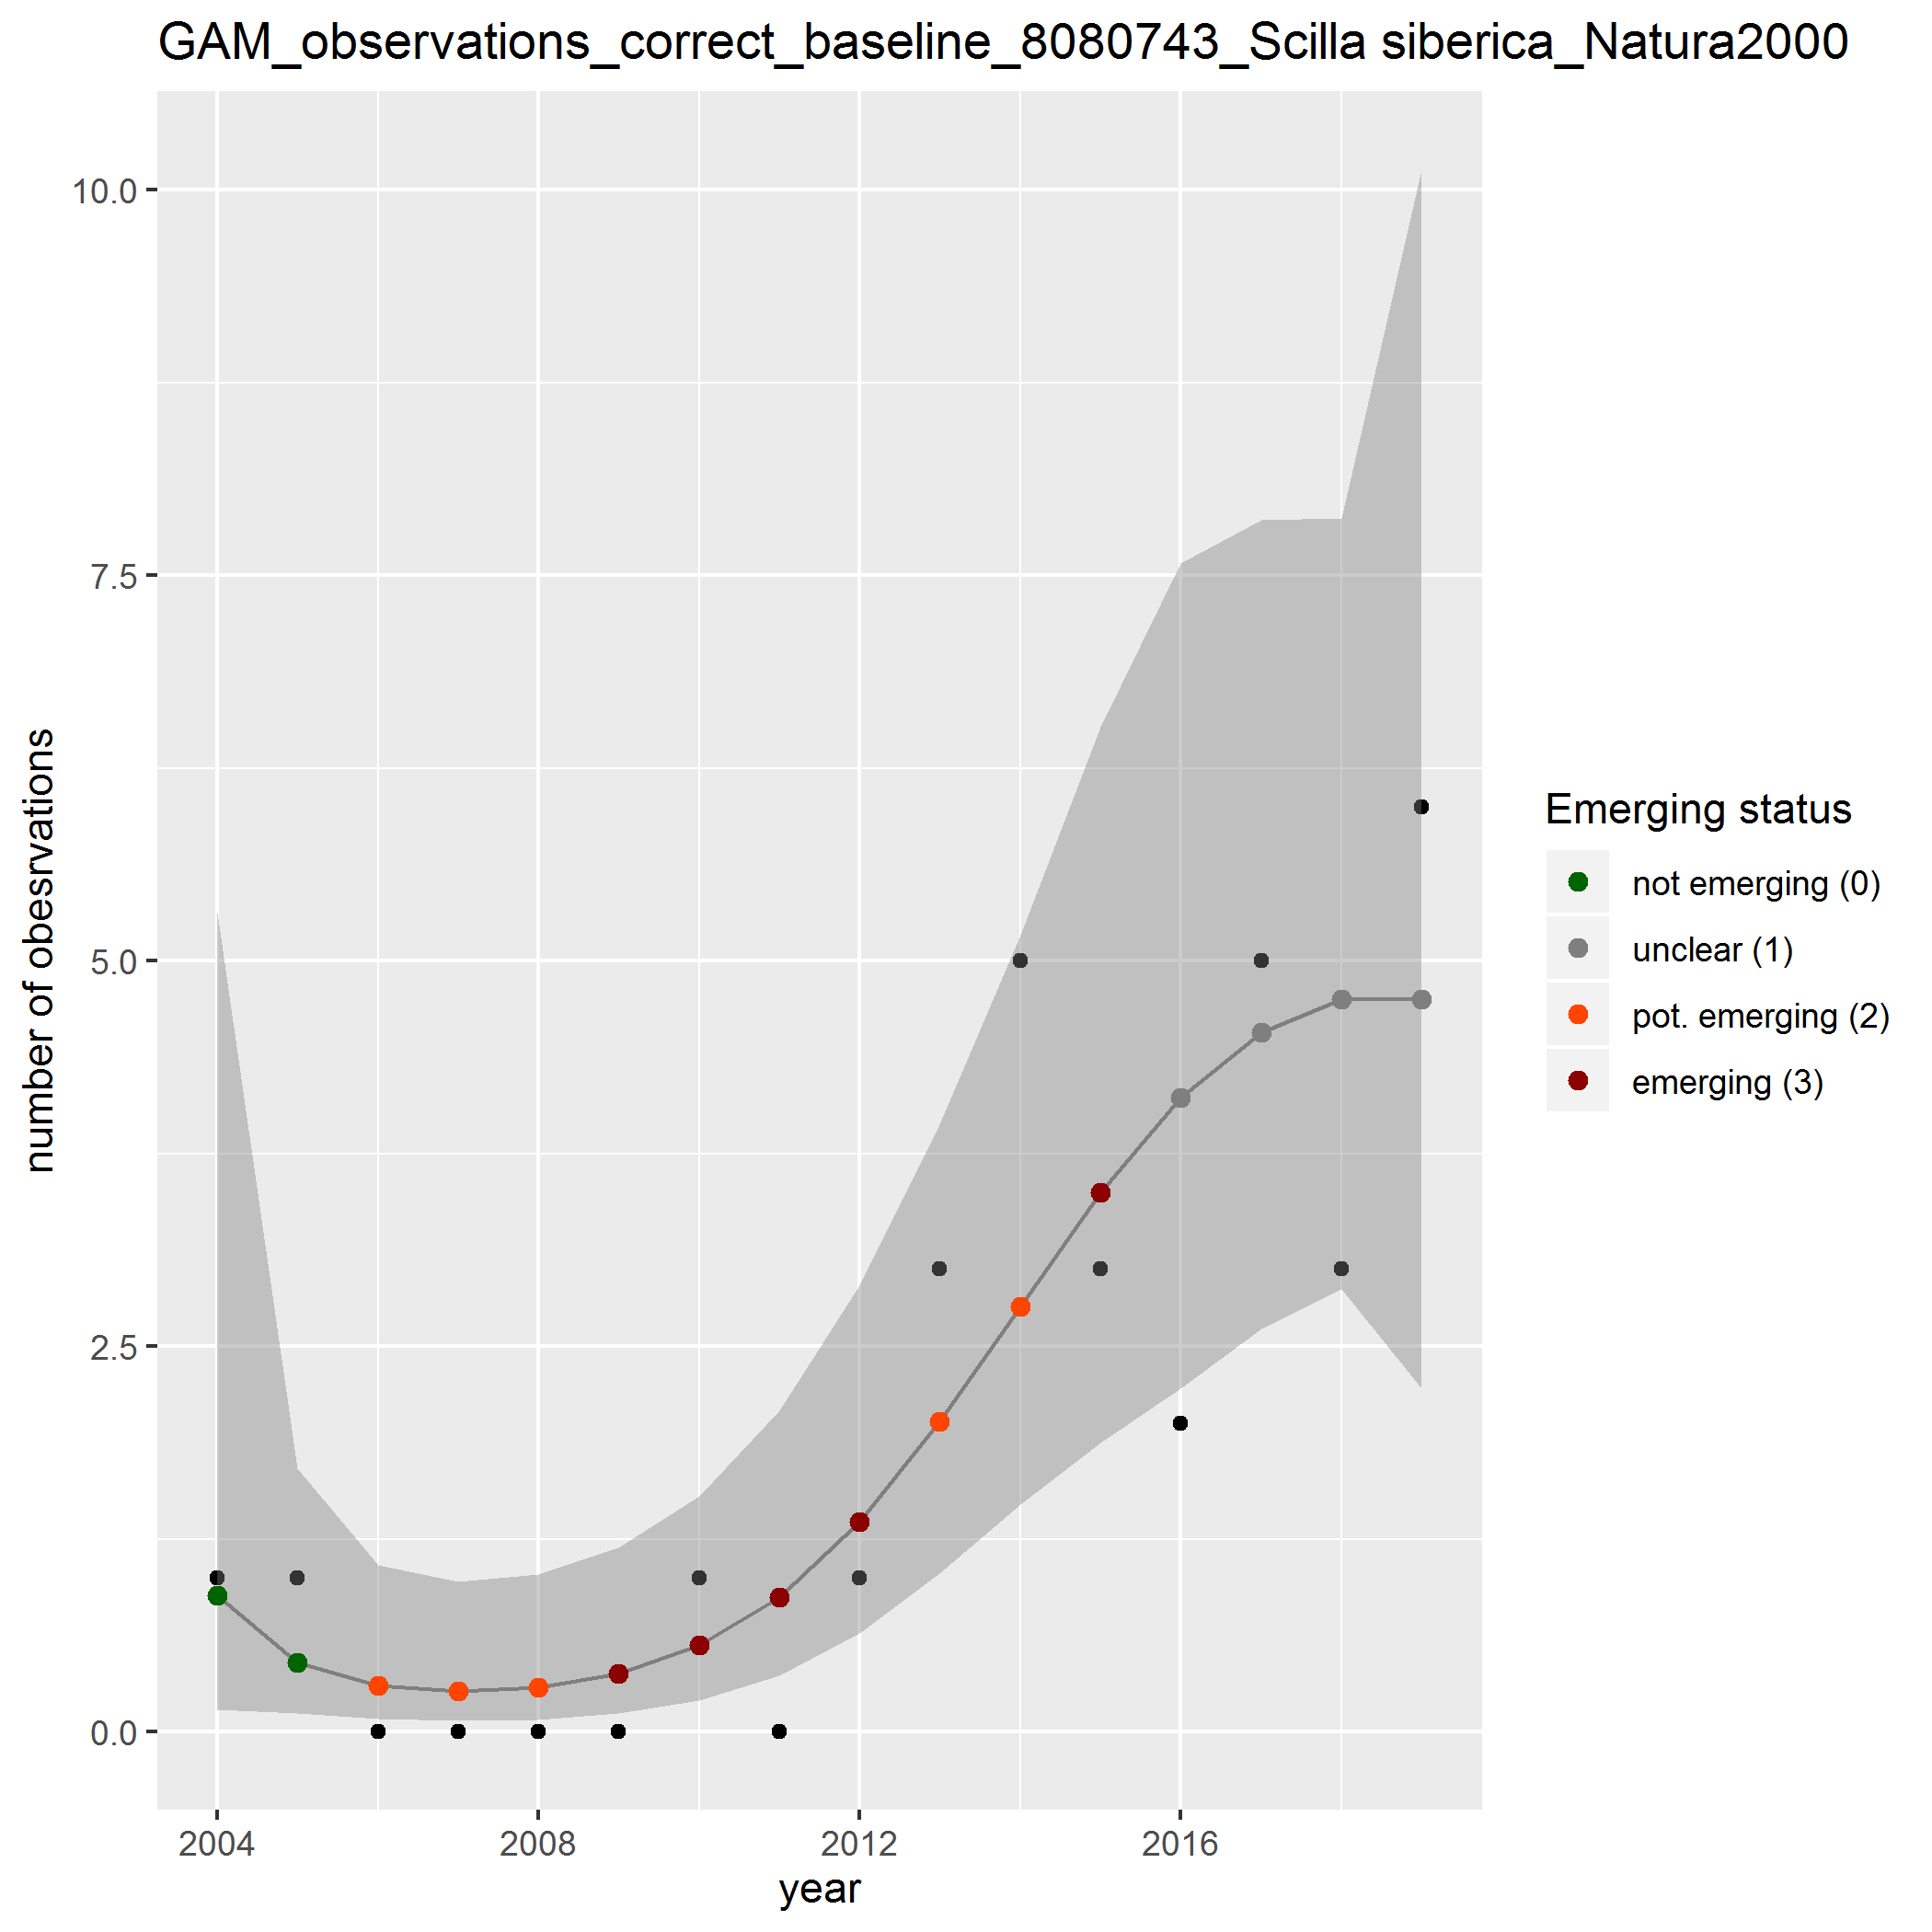 GAM_observations_correct_baseline_8080743_Scilla siberica_Natura2000
10.0
7.5
5.0
2.5
0.0
number of obesrvations
2004
2008
2012
2016
year
Emerging status
not emerging (0)
unclear (1)
pot. emerging (2)
emerging (3)